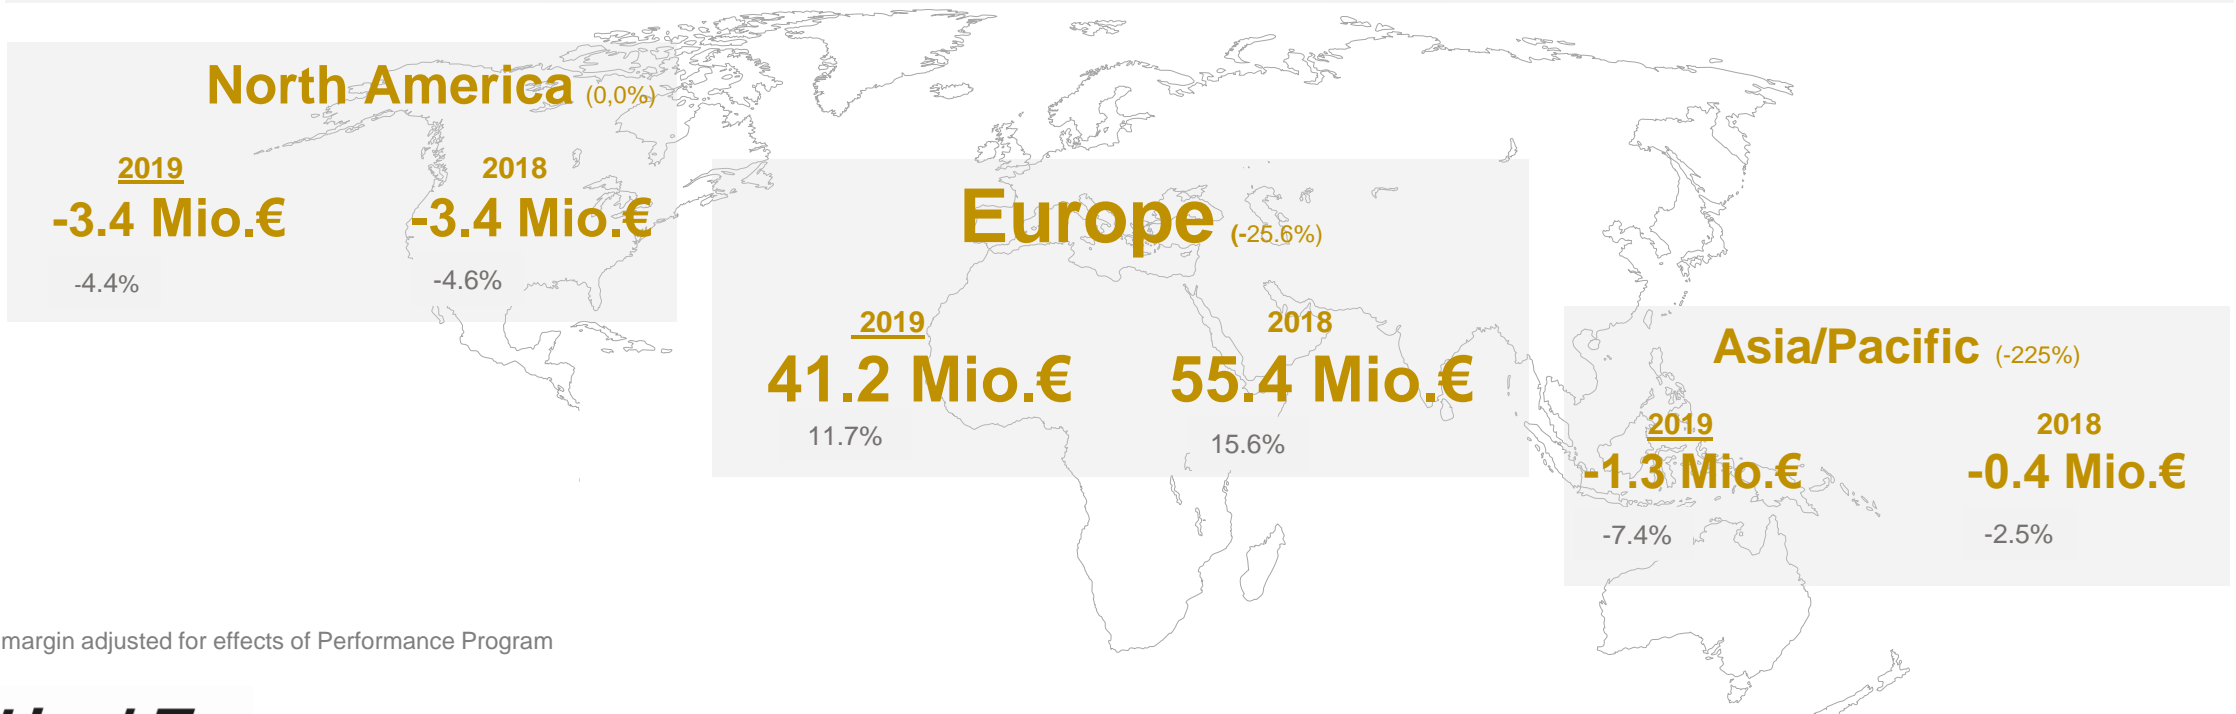 North America (0,0%)
2019 2018
-3.4 Mio.€ -3.4 Mio.€
-4.4% -4.6%
Europe (-25.6%)
2019 2018
41.2 Mio.€ 55.4 Mio.€
11.7% 15.6%
Asia/Pacific (-225%)
2019 2018
-1.3 Mio.€ -0.4 Mio.€
-7.4% -2.5%
margin adjusted for effects of Performance Program